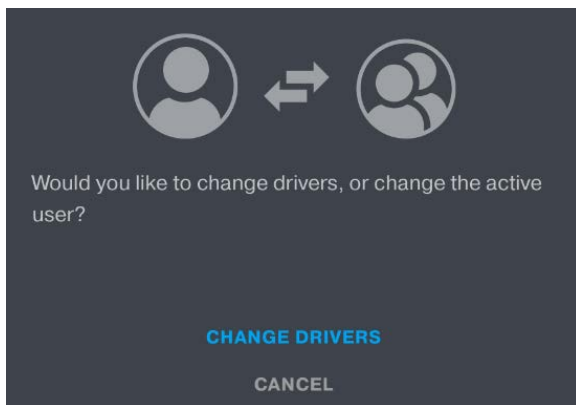 Would you like to change drivers, or change the active
user?
CHANGE DRIVERS
CANCEL